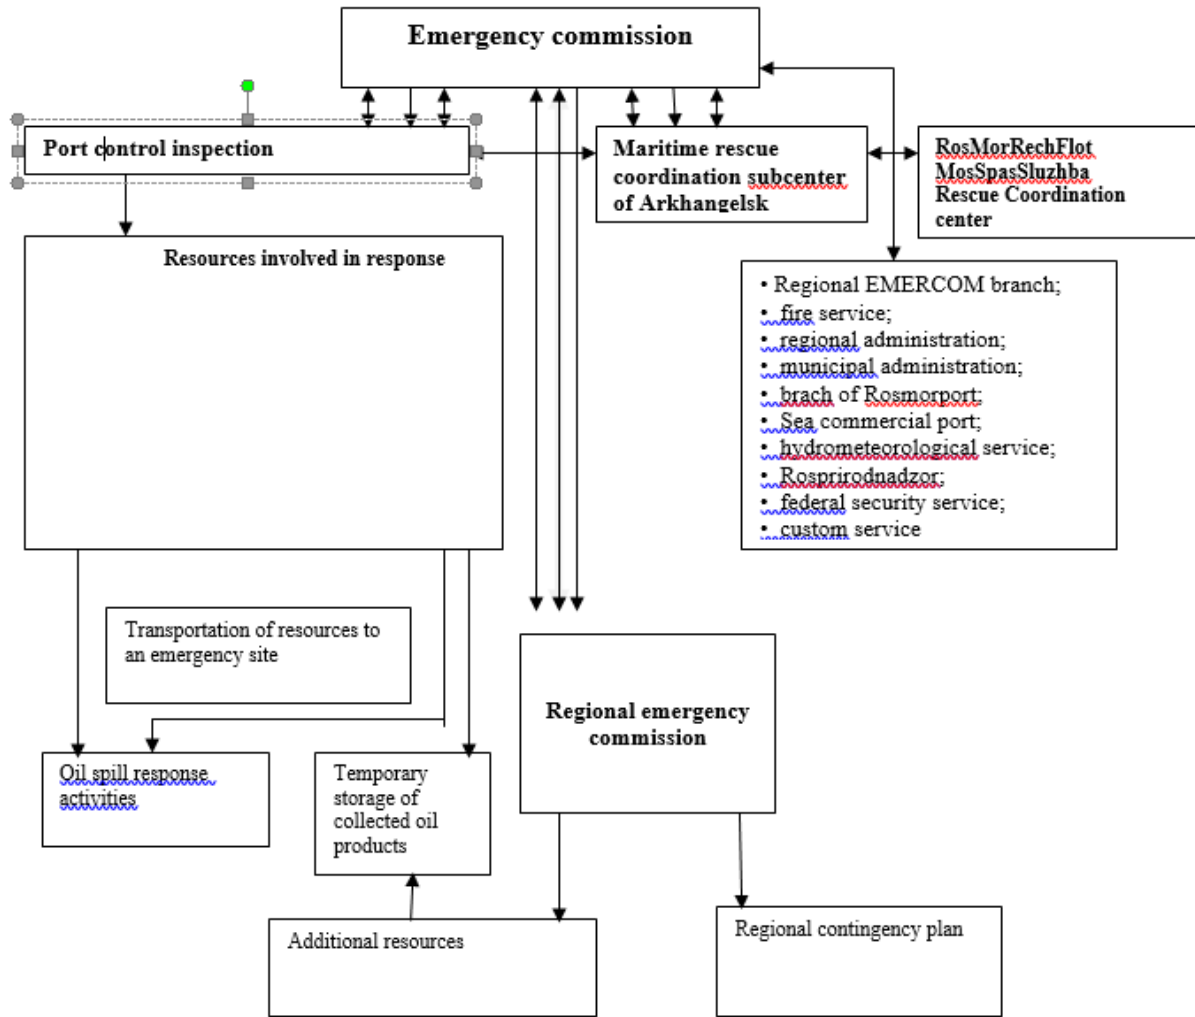 Emergency commission
Port control inspection
Maritime rescue
coordination subcenter
of Arkhangelsk
RosMorRechFlot
MosSpasSluzhba
Rescue Coordination
center
Resources involved in response
• Regional EMERCOM branch;
• fire service;
• regional administration;
• municipal administration;
• brach of Rosmorport;
• Sea commercial port;
• hydrometeorological service;
• Rosprirodnadzor;
• federal security service;
• custom service
Transportation of resources to
an emergency site
Regional emergency
commission
Oil spill response
activities
Temporary
storage of
collected oil
products
Additional resources
Regional contingency plan